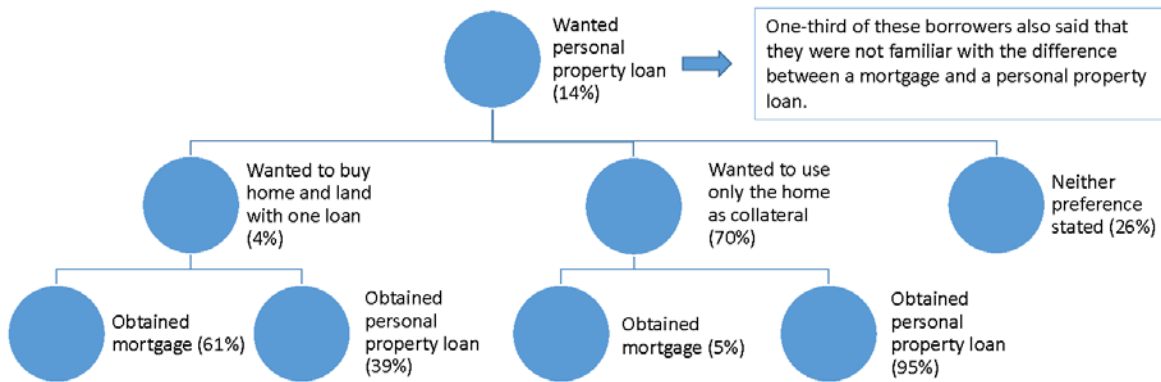 Wanted
personal
property loan
(14%)
One-third of these borrowers also said that
they were not familiar with the difference
between a mortgage and a personal property
loan.
Wanted to buy
home and land
with one loan
(4%)
Wanted to use
only the home
as collateral
(70%)
Neither
preference
stated (26%)
Obtained
mortgage (61%)
Obtained
personal
property loan
(39%)
Obtained
mortgage (5%)
Obtained
personal
property loan
(95%)